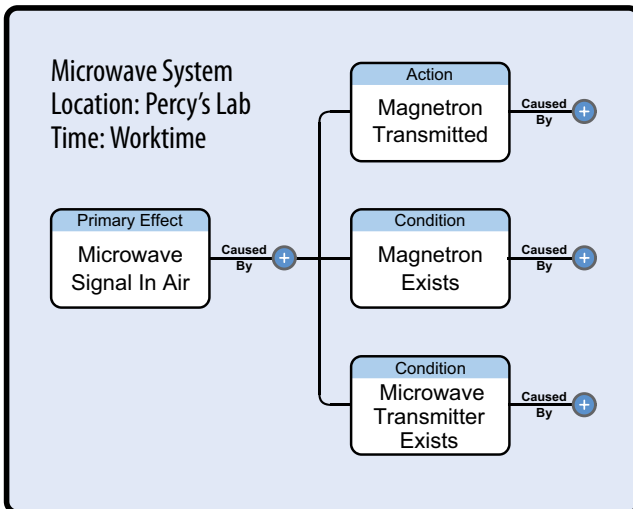 Microwave System
Location: Percy's Lab
Time: Worktime
Primary Effect
Microwave
Signal In Air
Caused
By
Action
Magnetron
Transmitted
Caused
By
Condition
Magnetron
Exists
Caused
By
Condition
Microwave
Transmitter
Exists
Caused
By